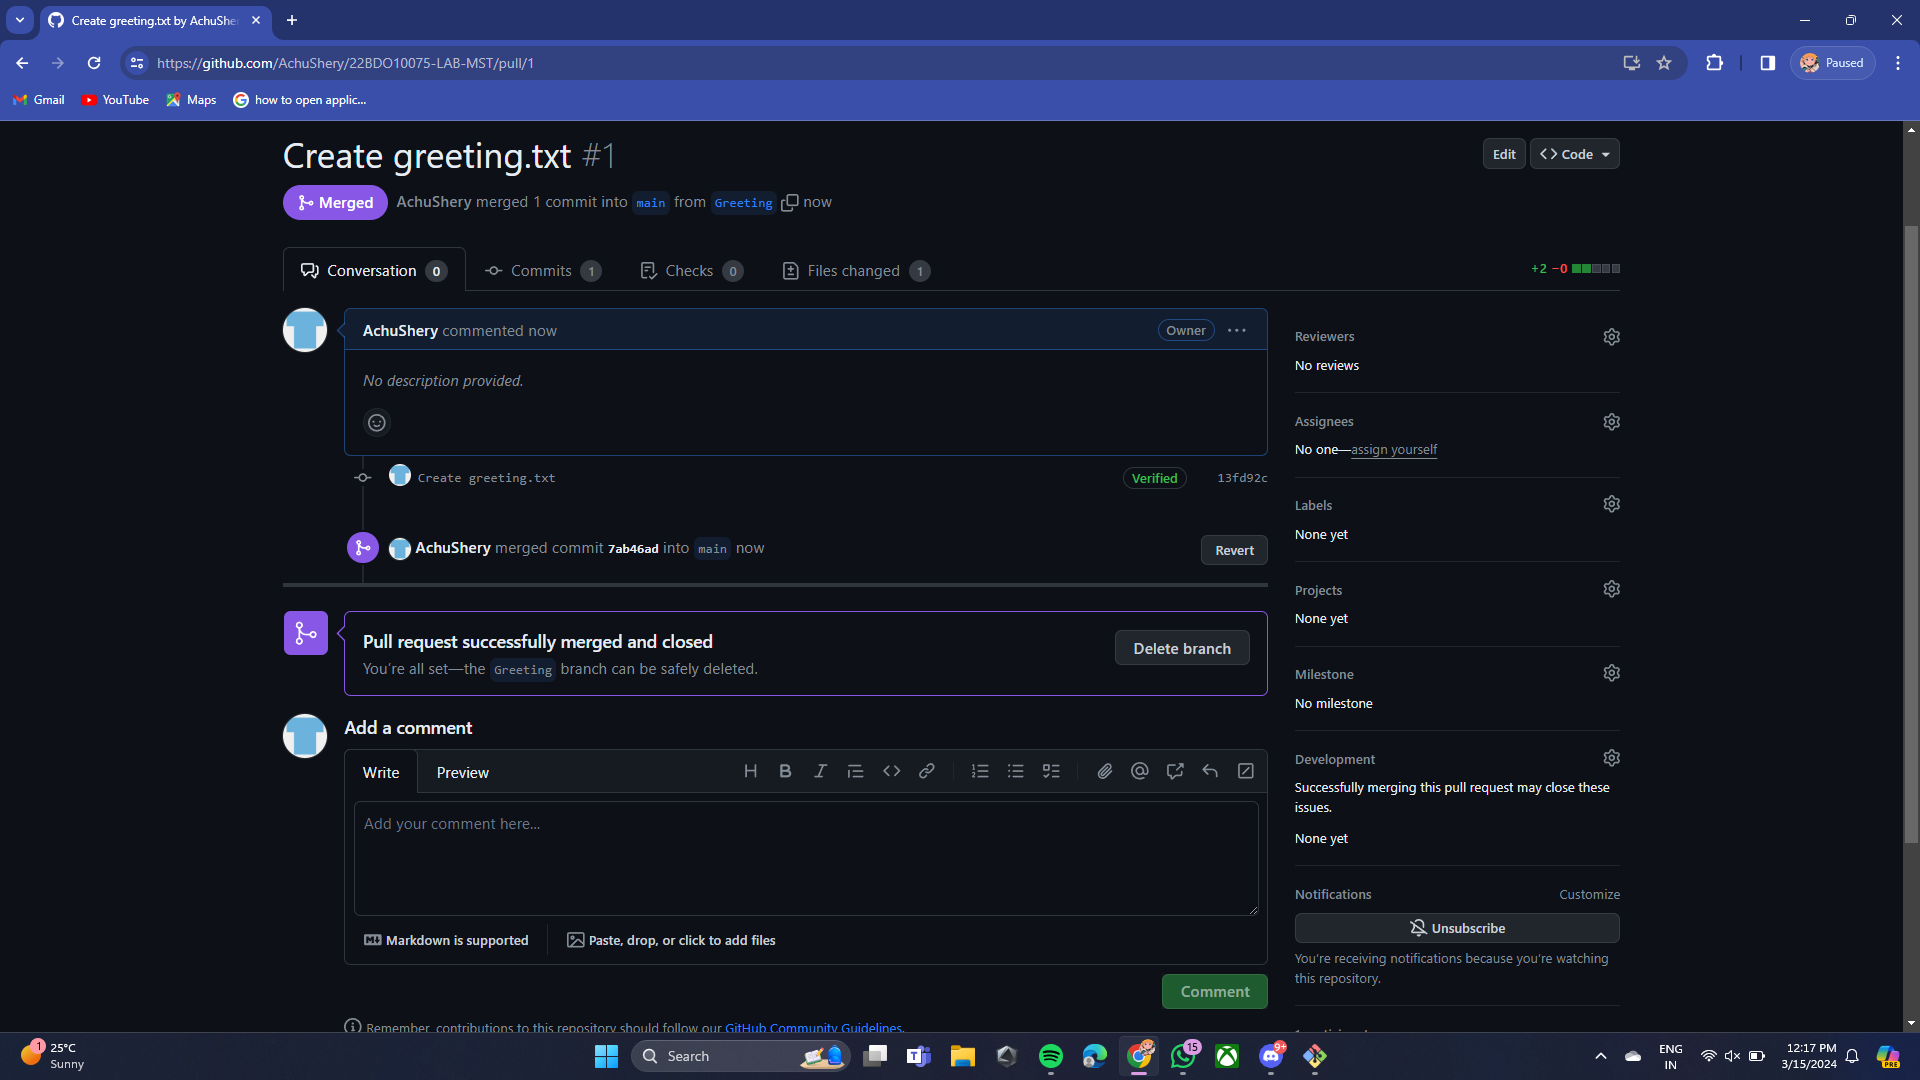 Create greeting.txt by AchuSher
https://github.com/AchuShery/22BDO10075-LAB-MST/pull/1
Paused
Gmail
YouTube
Maps
how to open applic...
Create greeting.txt #1
Edit
Code
Merged
AchuShery merged 1 commit into main from Greeting now
Conversation 0
Commits 1
Checks 0
Files changed 1
+2 −0
AchuShery commented now
Owner
No description provided.
Create greeting.txt
Verified
13fd92c
AchuShery merged commit 7ab46ad into main now
Revert
Pull request successfully merged and closed
You're all set—the Greeting branch can be safely deleted.
Delete branch
Add a comment
Write
Preview
Add your comment here...
Markdown is supported
Paste, drop, or click to add files
Comment
Remember, contributions to this repository should follow our GitHub Community Guidelines.
Reviewers
No reviews
Assignees
No one—assign yourself
Labels
None yet
Projects
None yet
Milestone
No milestone
Development
Successfully merging this pull request may close these
issues.
None yet
Notifications
Customize
Unsubscribe
You're receiving notifications because you're watching
this repository.
1
25°C
Sunny
Search
15
9+
ENG
IN
12:17 PM
3/15/2024
PRE